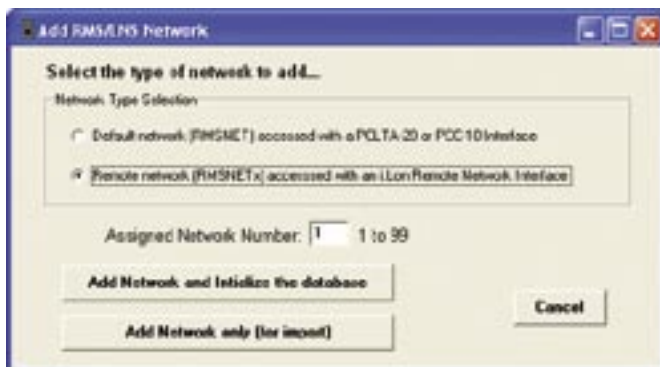 Add RMS/LNS Network
Select the type of network to add...
Network Type Selection
Default network (RMSNET) accessed with a PCLTA-20 or PCC-10 Interface
Remote network (RMSNETx) accessed with an i.Lon Remote Network Interface
Assigned Network Number: 1 1 to 99
Add Network and Intialize the database
Add Network only (for import)
Cancel